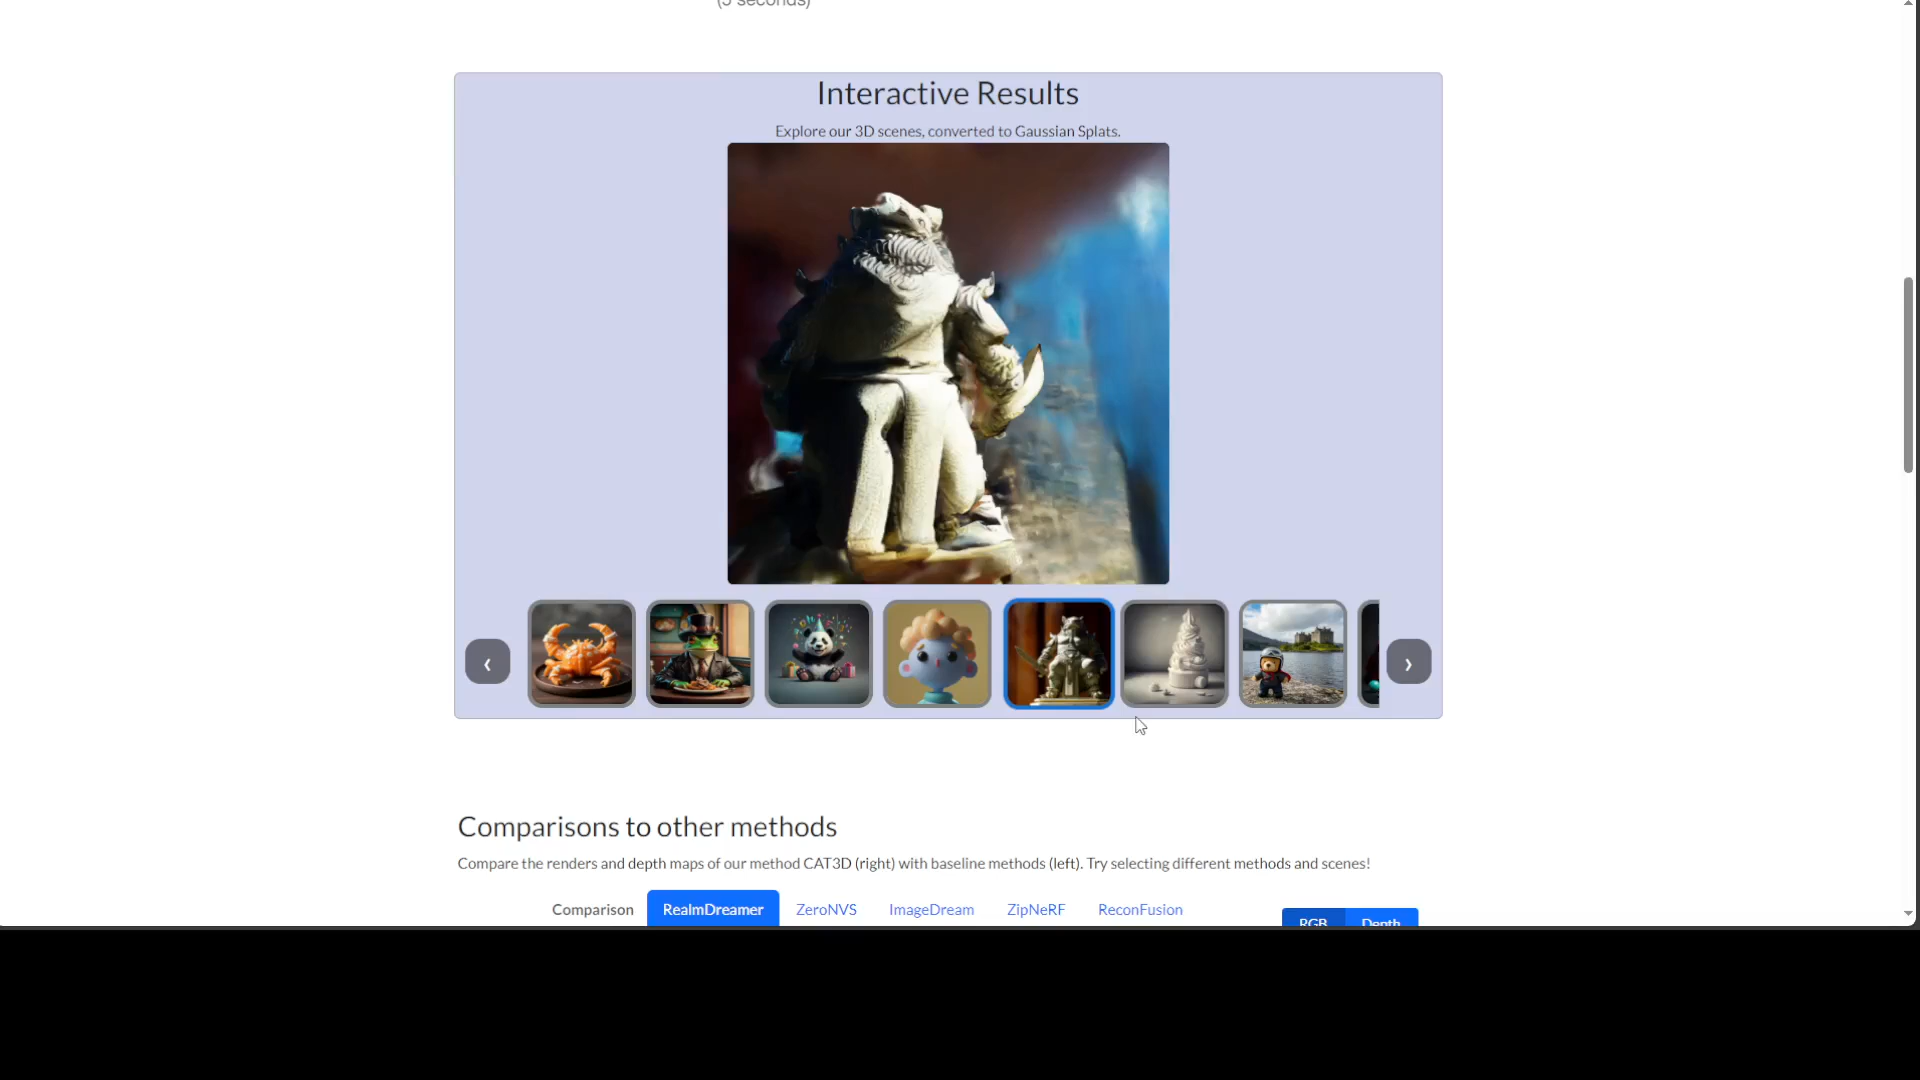 (5 seconds)
Interactive Results
Explore our 3D scenes, converted to Gaussian Splats.
‹ ›
Comparisons to other methods
Compare the renders and depth maps of our method CAT3D (right) with baseline methods (left). Try selecting different methods and scenes!
Comparison RealmDreamer ZeroNVS ImageDream ZipNeRF ReconFusion
RGB Depth